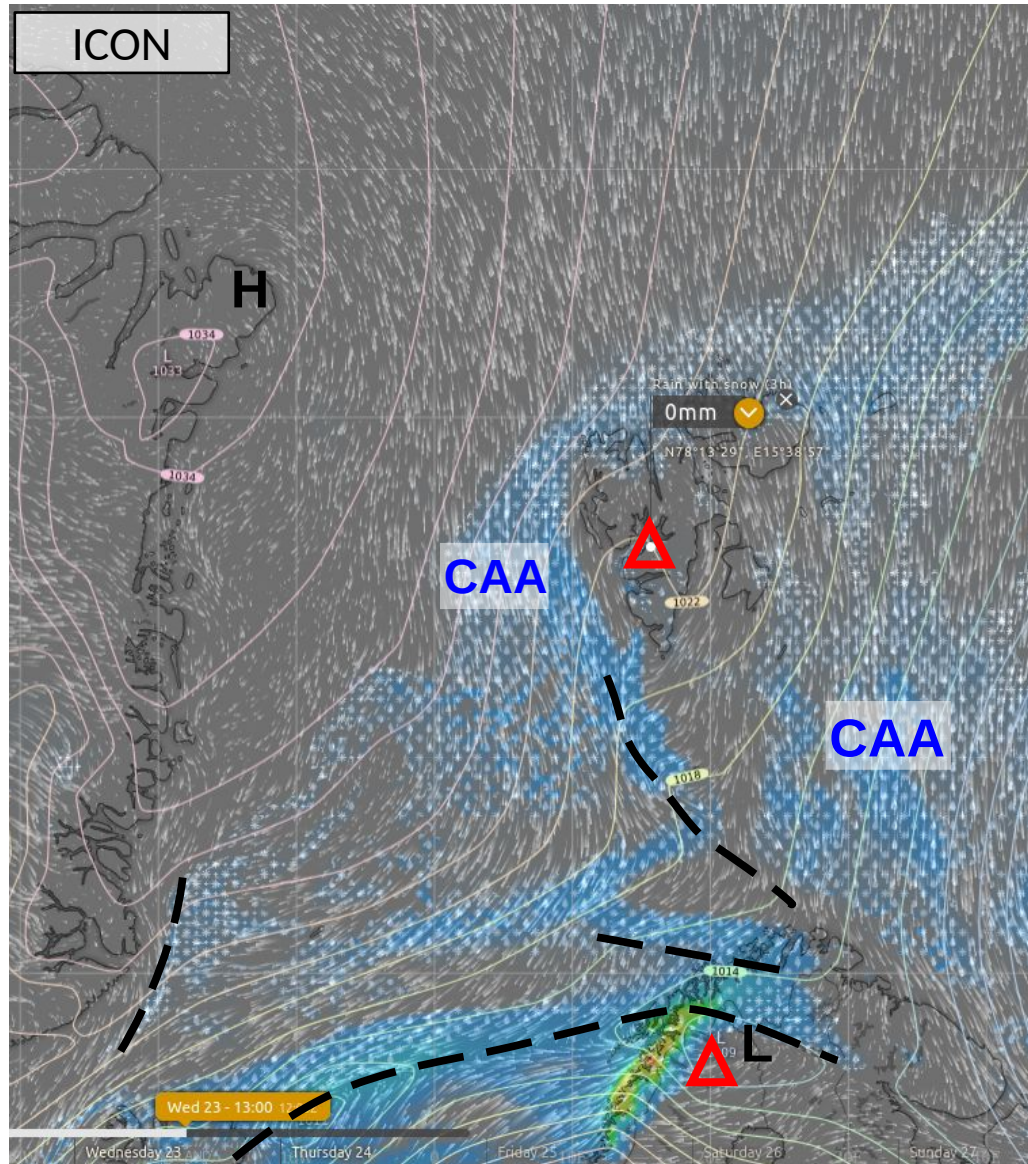 ICON
H
1034
L
1033
1034
Rain with snow (3h)
0mm
N78°13'29", E15°38'57"
CAA
1022
CAA
1018
1014
L
Wed 23 - 13:00
Wednesday 23
Thursday 24
Friday 25
Saturday 26
Sunday 27